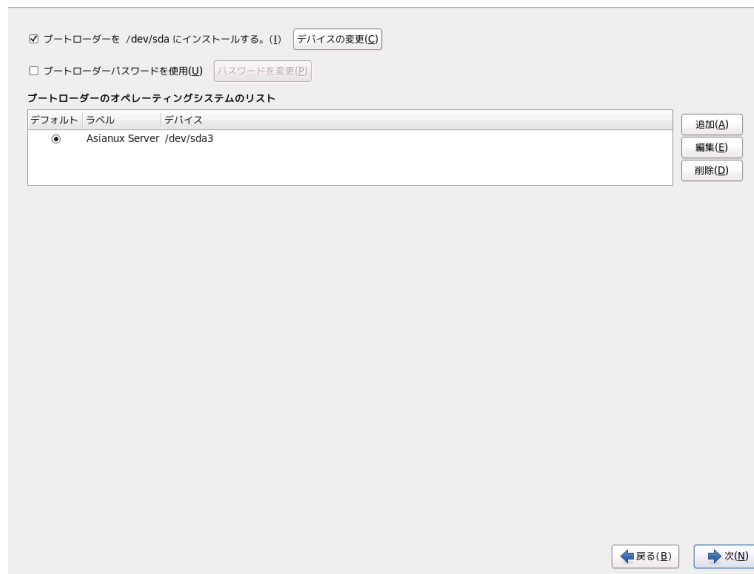 ブートローダーを /dev/sda にインストールする。(I) デバイスの変更(C)
ブートローダーパスワードを使用(U) パスワードを変更(P)
ブートローダーのオペレーティングシステムのリスト
デフォルト ラベル デバイス
Asianux Server /dev/sda3
追加(A)
編集(E)
削除(D)
戻る(B) 次(N)